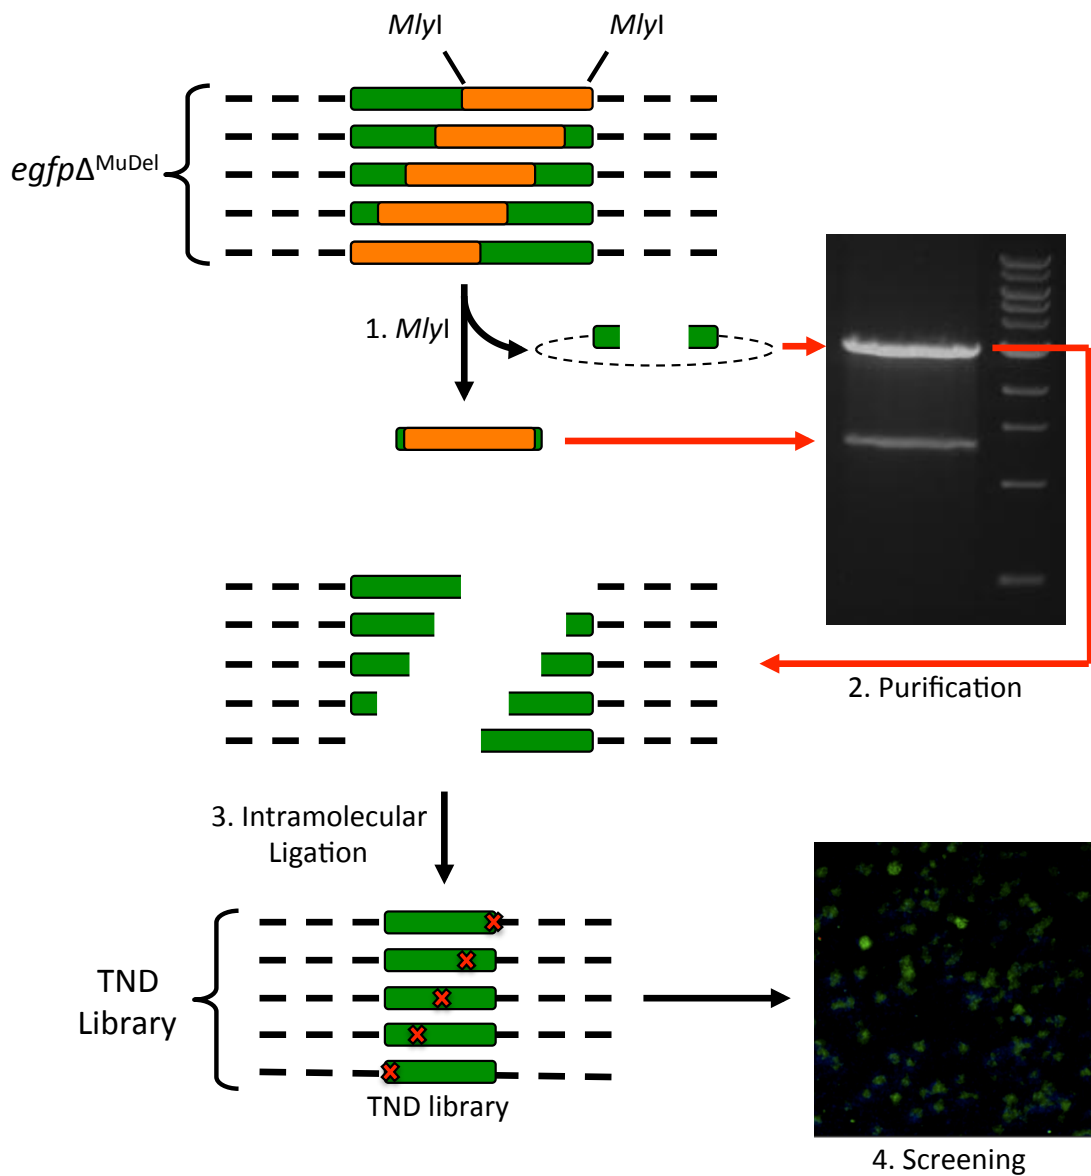 MlyI
MlyI
egfpΔMuDel
1. MlyI
2. Purification
3. Intramolecular
Ligation
TND
Library
TND library
4. Screening